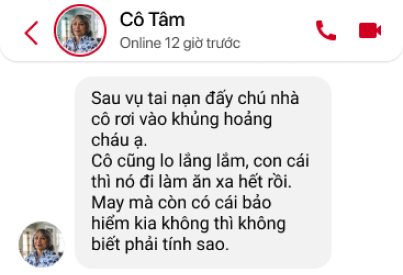 Cô Tâm
Online 12 giờ trước
Sau vụ tai nạn đấy chú nhà
cô rơi vào khủng hoảng
cháu ạ.
Cô cũng lo lắng lắm, con cái
thì nó đi làm ăn xa hết rồi.
May mà còn có cái bảo
hiểm kia không thì không
biết phải tính sao.